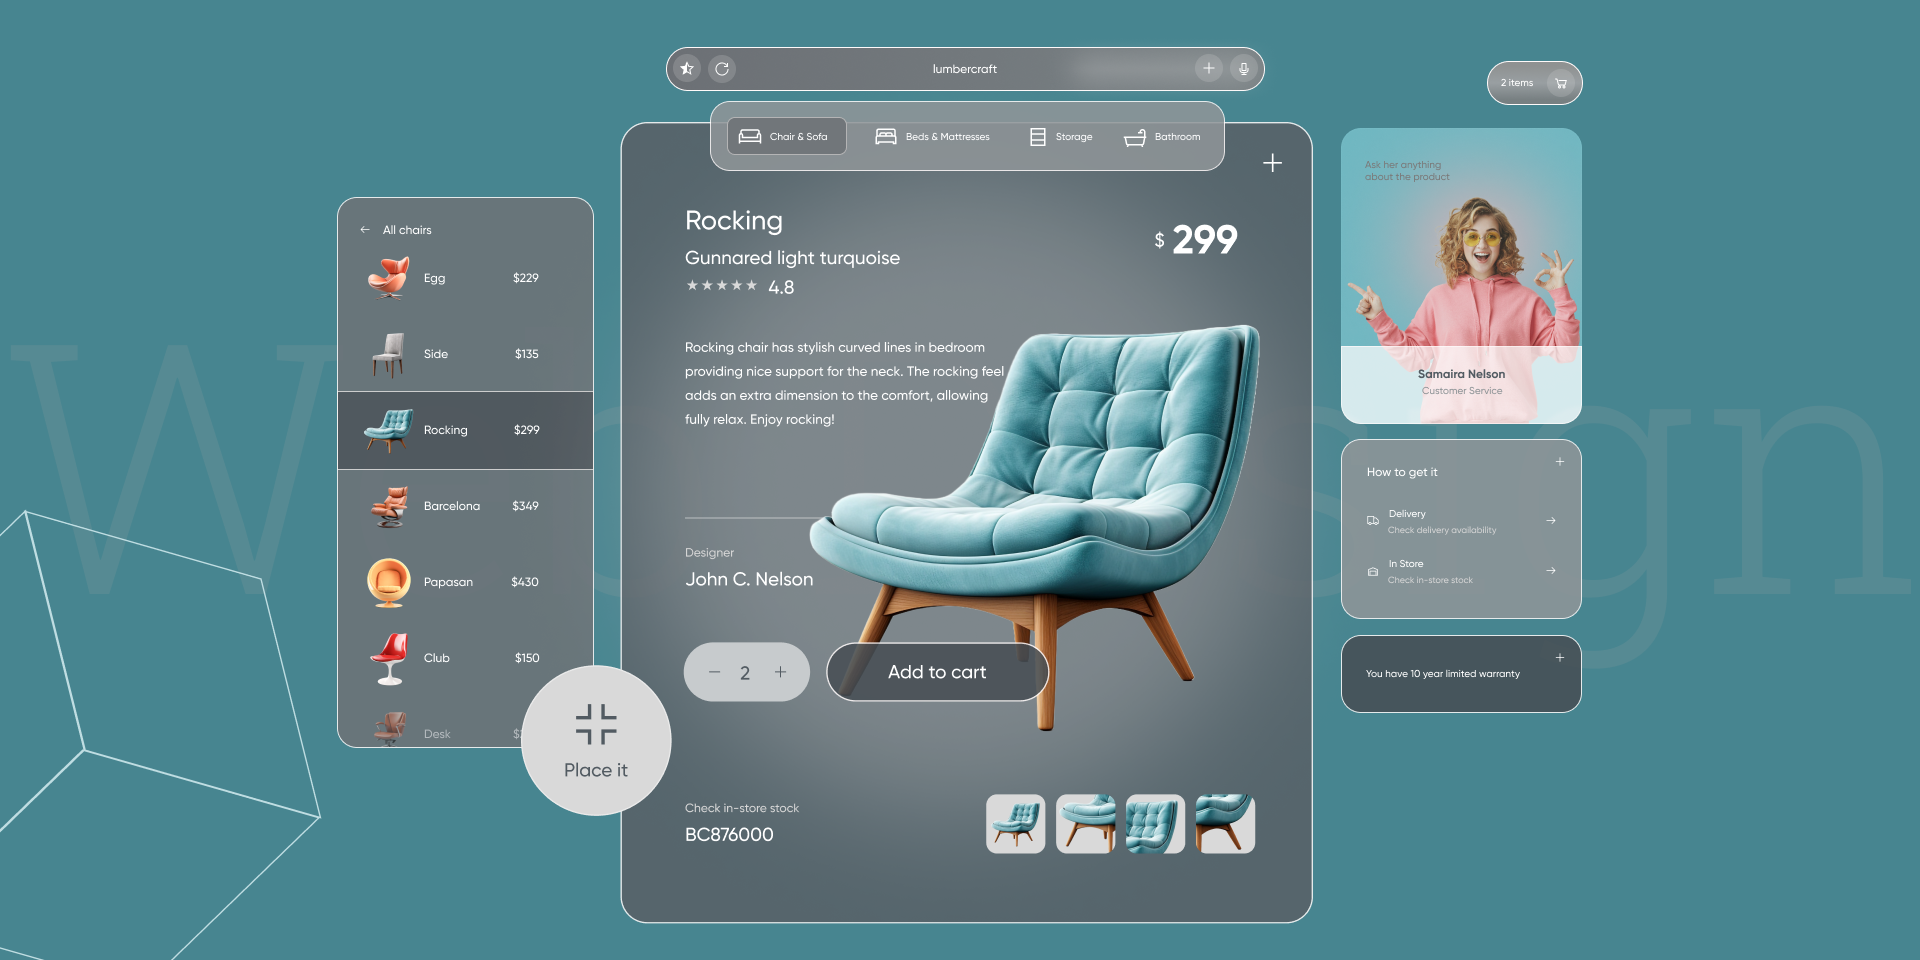 lumbercraft
2 items
Chair & Sofa
Beds & Mattresses
Storage
Bathroom
All chairs
Egg $229
Side $135
Rocking $299
Barcelona $349
Papasan $430
Club $150
Desk
Place it
Rocking
$ 299
Gunnared light turquoise
★★★★★ 4.8
Rocking chair has stylish curved lines in bedroom
providing nice support for the neck. The rocking feel
adds an extra dimension to the comfort, allowing
fully relax. Enjoy rocking!
Designer
John C. Nelson
2
Add to cart
Check in-store stock
BC876000
Ask her anything
about the product
Samaira Nelson
Customer Service
How to get it
Delivery
Check delivery availability
In Store
Check in-store stock
You have 10 year limited warranty